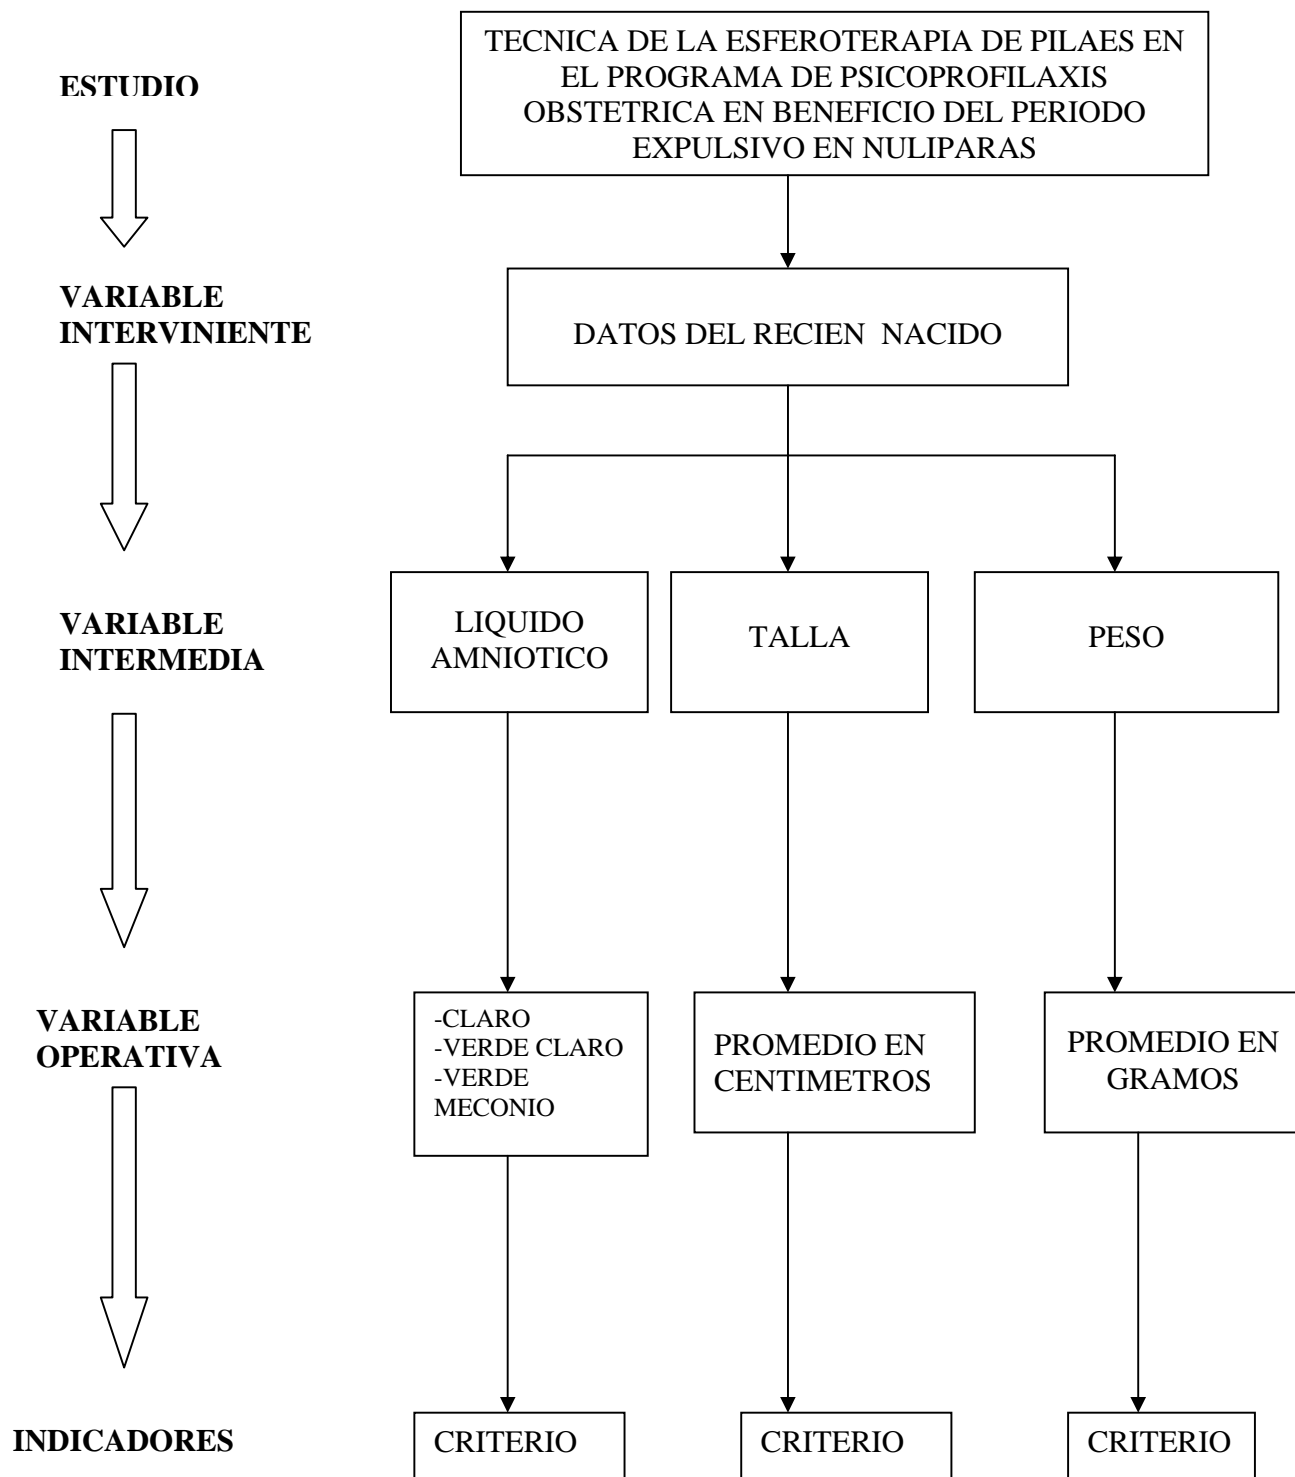 ESTUDIO
TECNICA DE LA ESFEROTERAPIA DE PILAES EN
EL PROGRAMA DE PSICOPROFILAXIS
OBSTETRICA EN BENEFICIO DEL PERIODO
EXPULSIVO EN NULIPARAS
VARIABLE
INTERVINIENTE
DATOS DEL RECIEN NACIDO
VARIABLE
INTERMEDIA
LIQUIDO
AMNIOTICO
TALLA
PESO
VARIABLE
OPERATIVA
-CLARO
-VERDE CLARO
-VERDE
MECONIO
PROMEDIO EN
CENTIMETROS
PROMEDIO EN
GRAMOS
INDICADORES
CRITERIO
CRITERIO
CRITERIO